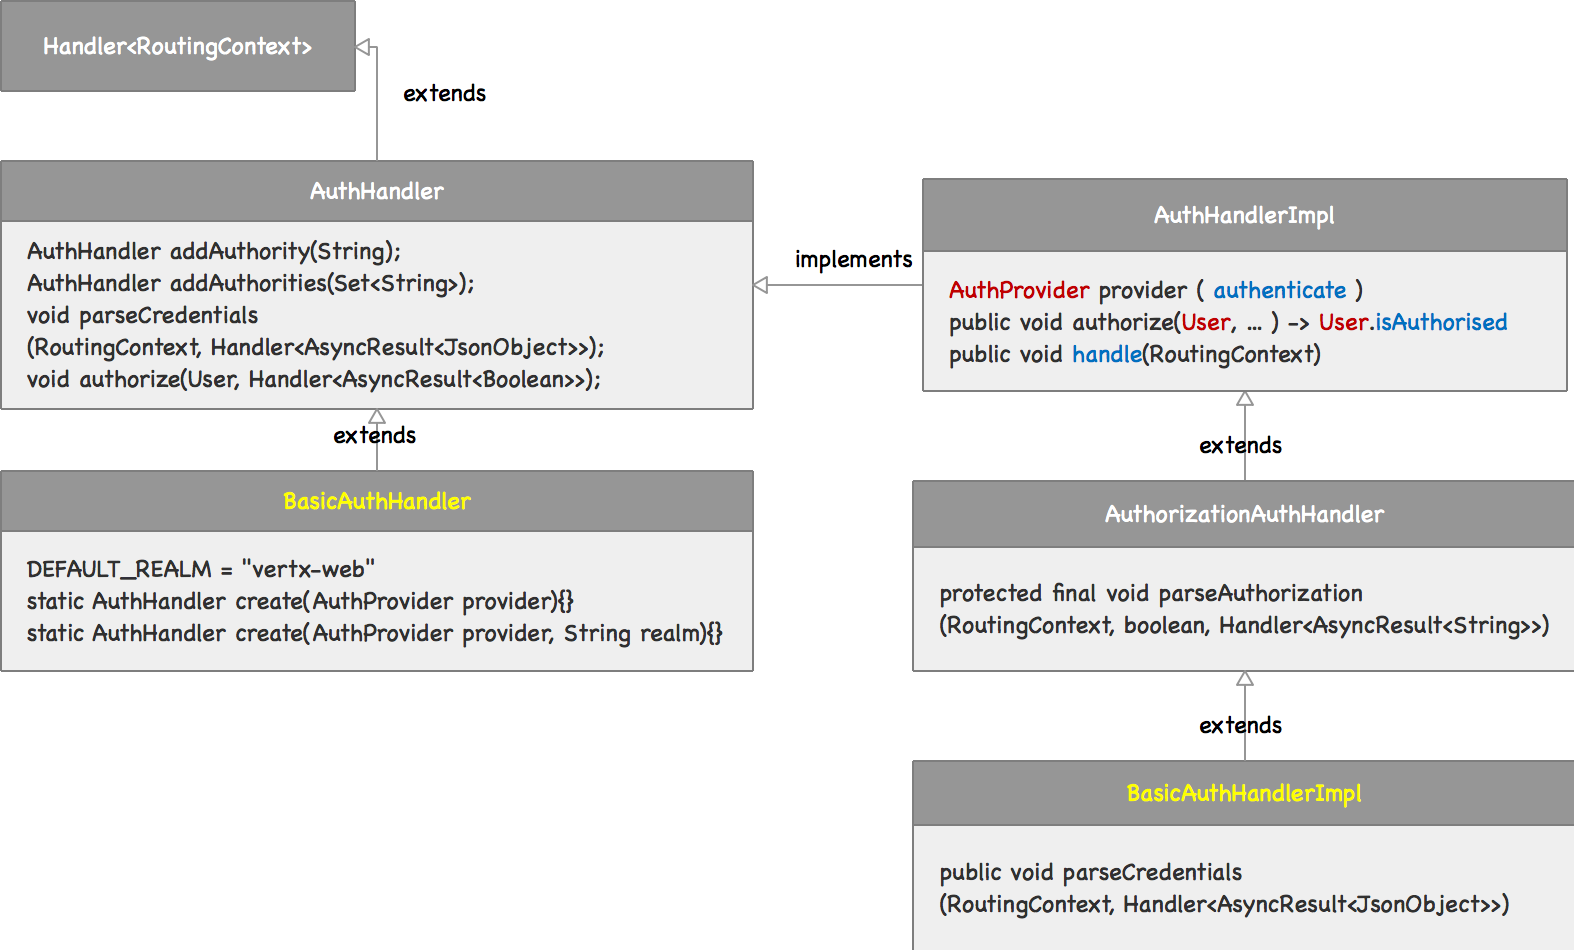 Handler<RoutingContext>
extends
AuthHandler
AuthHandler addAuthority(String);
AuthHandler addAuthorities(Set<String>);
void parseCredentials
(RoutingContext, Handler<AsyncResult<JsonObject>>);
void authorize(User, Handler<AsyncResult<Boolean>>);
implements
AuthHandlerImpl
AuthProvider provider ( authenticate )
public void authorize(User, ... ) -> User.isAuthorised
public void handle(RoutingContext)
extends
BasicAuthHandler
DEFAULT_REALM = "vertx-web"
static AuthHandler create(AuthProvider provider){}
static AuthHandler create(AuthProvider provider, String realm){}
extends
AuthorizationAuthHandler
protected final void parseAuthorization
(RoutingContext, boolean, Handler<AsyncResult<String>>)
extends
BasicAuthHandlerImpl
public void parseCredentials
(RoutingContext, Handler<AsyncResult<JsonObject>>)